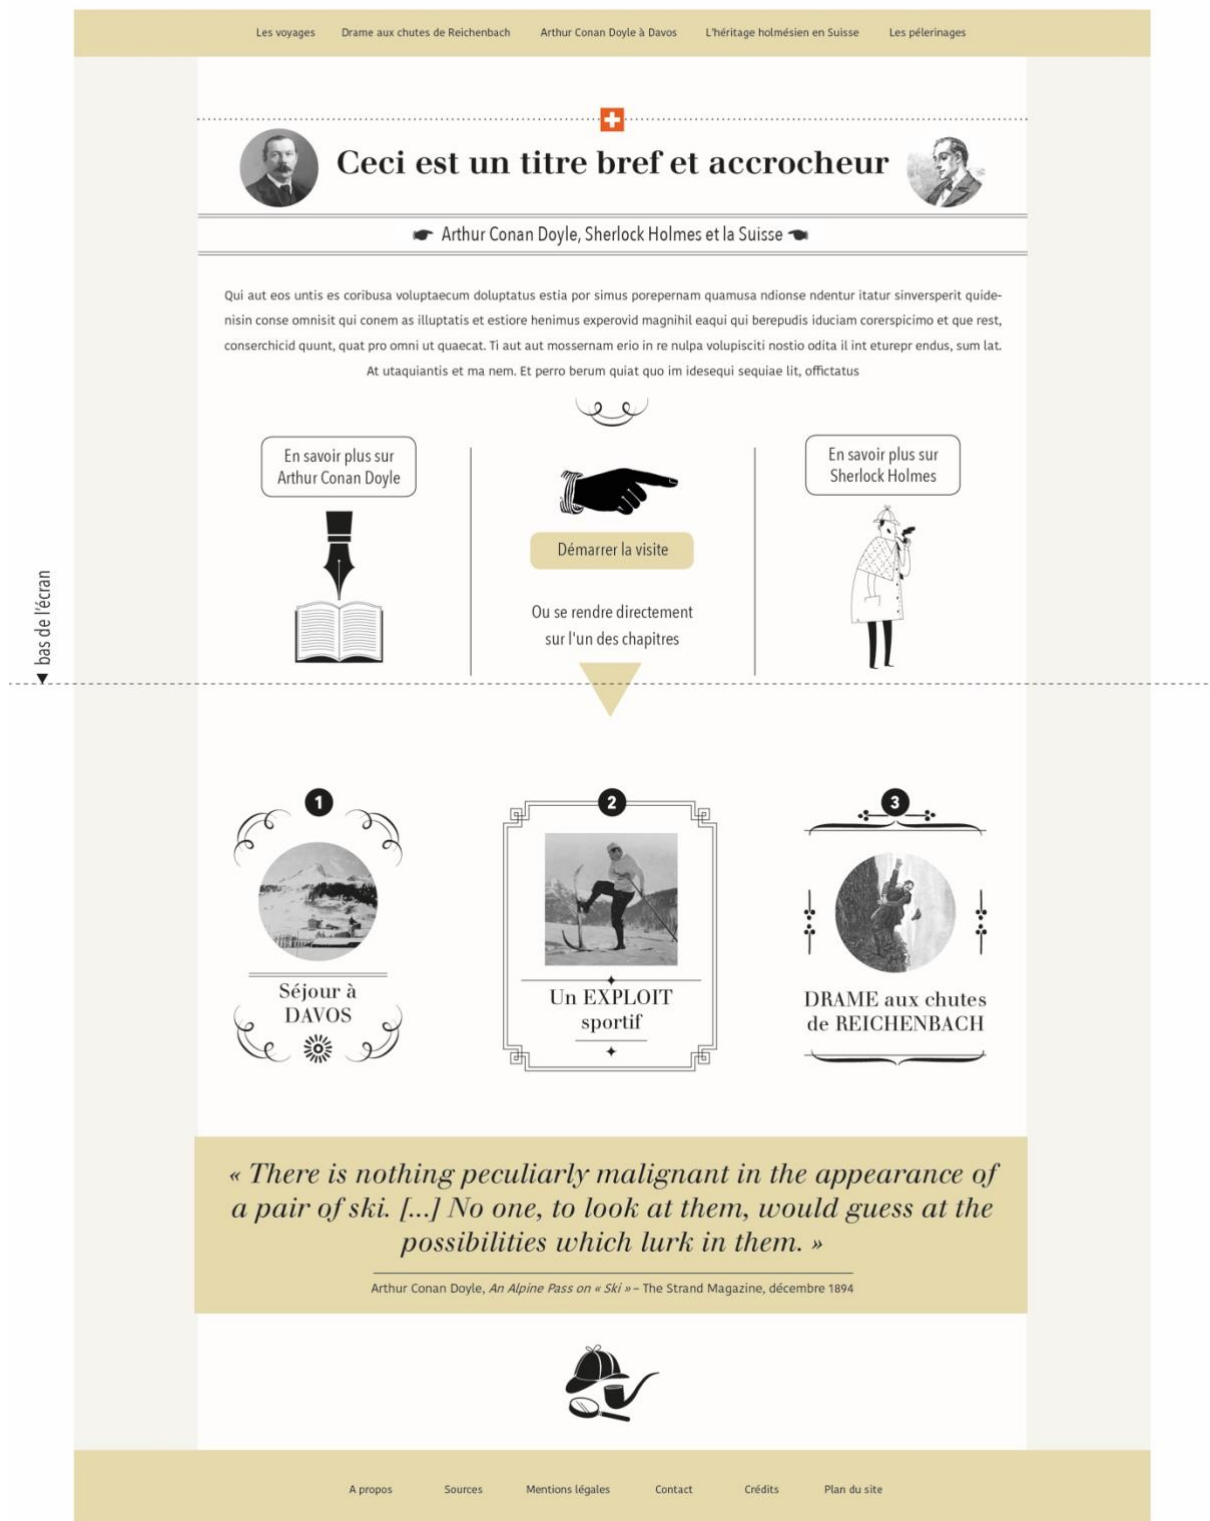 Les voyages Drame aux chutes de Reichenbach Arthur Conan Doyle à Davos L'héritage holmésien en Suisse Les pélerinages
Ceci est un titre bref et accrocheur
Arthur Conan Doyle, Sherlock Holmes et la Suisse
Qui aut eos untis es coribusa voluptaecum doluptatus estia por simus porepernam quamusa ndionse ndentur itatur sinversperit quide-
nisin conse omnisit qui conem as illuptatis et estiore henimus experovid magnihil eaqui qui berepudis iduciam corerspicimo et que rest,
conserchicid quunt, quat pro omni ut quaecat. Ti aut aut mossernam erio in re nulpa volupisciti nostio odita il int eturepr endus, sum lat.
At utaquiantis et ma nem. Et perro berum quiat quo im idesequi sequiae lit, offictatus
En savoir plus sur
Arthur Conan Doyle
Démarrer la visite
Ou se rendre directement
sur l'un des chapitres
En savoir plus sur
Sherlock Holmes
bas de l'écran
1
Séjour à
DAVOS
2
Un EXPLOIT
sportif
3
DRAME aux chutes
de REICHENBACH
« There is nothing peculiarly malignant in the appearance of
a pair of ski. [...] No one, to look at them, would guess at the
possibilities which lurk in them. »
Arthur Conan Doyle, An Alpine Pass on « Ski » – The Strand Magazine, décembre 1894
A propos Sources Mentions légales Contact Crédits Plan du site